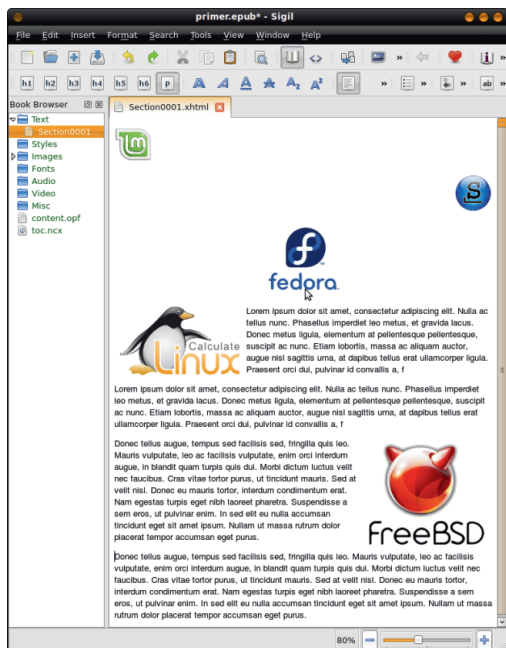 primer.epub* - Sigil
File Edit Insert Format Search Tools View Window Help
h1 h2 h3 h4 h5 h6 p A A A A A₂ A² » » » ab »
Book Browser
Section0001.xhtml
Text
Section0001...
Styles
Images
Fonts
Audio
Video
Misc
content.opf
toc.ncx
fedora
Calculate
Linux
Lorem ipsum dolor sit amet, consectetur adipiscing elit. Nulla ac
tellus nunc. Phasellus imperdiet leo metus, et gravida lacus.
Donec metus ligula, elementum at pellentesque pellentesque,
suscipit ac nunc. Etiam lobortis, massa ac aliquam auctor,
augue nisl sagittis urna, at dapibus tellus erat ullamcorper ligula.
Praesent orci dui, pulvinar id convallis a, f
Lorem ipsum dolor sit amet, consectetur adipiscing elit. Nulla ac tellus nunc. Phasellus imperdiet
leo metus, et gravida lacus. Donec metus ligula, elementum at pellentesque pellentesque, suscipit
ac nunc. Etiam lobortis, massa ac aliquam auctor, augue nisl sagittis urna, at dapibus tellus erat
ullamcorper ligula. Praesent orci dui, pulvinar id convallis a, f
Donec tellus augue, tempus sed facilisis sed, fringilla quis leo.
Mauris vulputate, leo ac facilisis vulputate, enim orci interdum
augue, in blandit quam turpis quis dui. Morbi dictum luctus velit
nec faucibus. Cras vitae tortor purus, ut tincidunt mauris. Sed at
velit nisl. Donec eu mauris tortor, interdum condimentum erat.
Nam egestas turpis eget nibh laoreet pharetra. Suspendisse a
sem eros, ut pulvinar enim. In sed elit eu nulla accumsan
tincidunt eget sit amet ipsum. Nullam ut massa rutrum dolor
placerat tempor accumsan eget purus.
FreeBSD
Donec tellus augue, tempus sed facilisis sed, fringilla quis leo. Mauris vulputate, leo ac facilisis
vulputate, enim orci interdum augue, in blandit quam turpis quis dui. Morbi dictum luctus velit nec
faucibus. Cras vitae tortor purus, ut tincidunt mauris. Sed at velit nisl. Donec eu mauris tortor,
interdum condimentum erat. Nam egestas turpis eget nibh laoreet pharetra. Suspendisse a sem
eros, ut pulvinar enim. In sed elit eu nulla accumsan tincidunt eget sit amet ipsum. Nullam ut massa
rutrum dolor placerat tempor accumsan eget purus.
80%